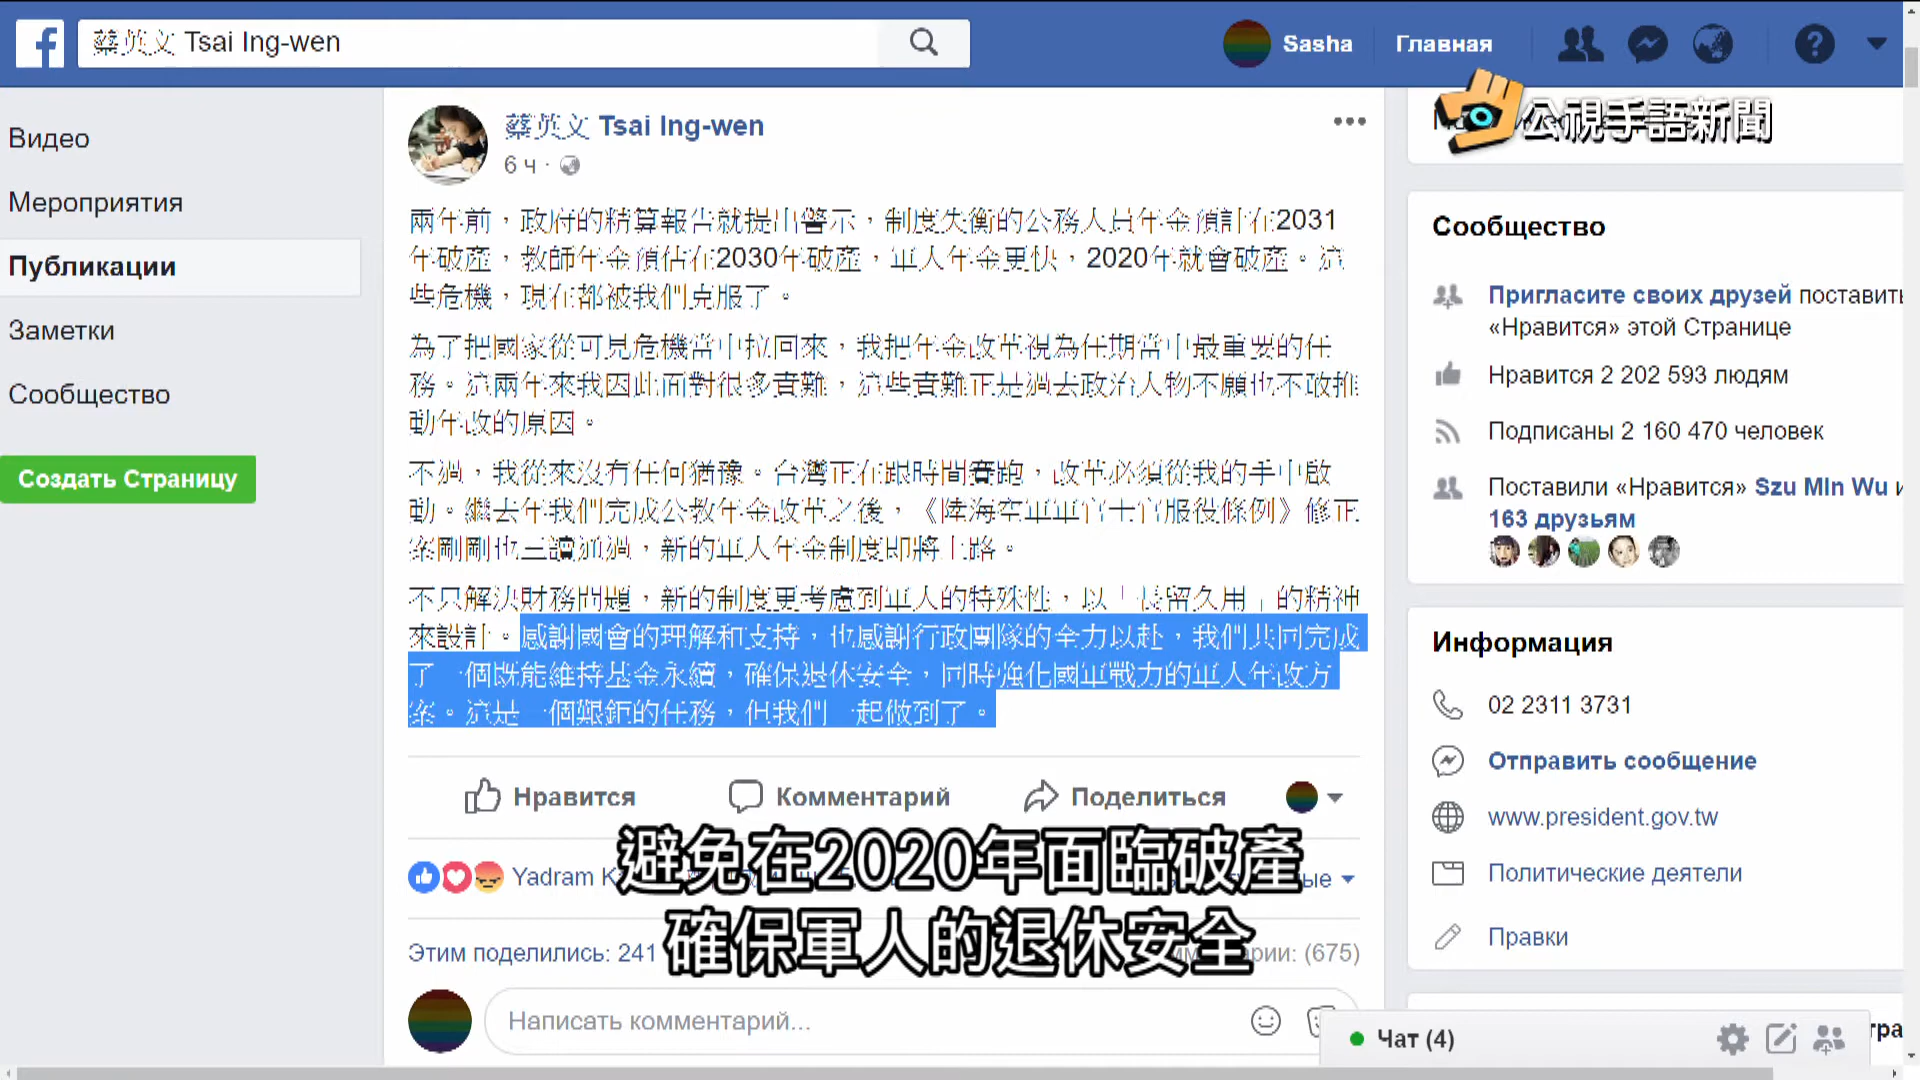 蔡英文 Tsai Ing-wen
Sasha
Главная
公視手語新聞
Видео
Мероприятия
Публикации
Заметки
Сообщество
Создать Страницу
蔡英文 Tsai Ing-wen
6 ч ·
兩年前，政府的精算報告就提出警示，制度失衡的公務人員年金預計在2031
年破產，教師年金預估在2030年破產，軍人年金更快，2020年就會破產。這
些危機，現在都被我們克服了。
為了把國家從可見危機當中拉回來，我把年金改革視為任期當中最重要的任
務。這兩年來我因此面對很多責難，這些責難正是過去政治人物不願也不敢推
動年改的原因。
不過，我從來沒有任何猶豫。台灣正在跟時間賽跑，改革必須從我的手中啟
動。繼去年我們完成公教年金改革之後，《陸海空軍軍官士官服役條例》修正
案剛剛也三讀通過，新的軍人年金制度即將上路。
不只解決財務問題，新的制度更考慮到軍人的特殊性，以「長留久用」的精神
來設計。感謝國會的理解和支持，也感謝行政團隊的全力以赴，我們共同完成
了一個既能維持基金永續，確保退休安全，同時強化國軍戰力的軍人年改方
案。這是一個艱鉅的任務，但我們一起做到了。
Нравится
Комментарий
Поделиться
Yadram
避免在2020年面臨破產
確保軍人的退休安全
Этим поделились: 241
(675)
Написать комментарий...
Сообщество
Пригласите своих друзей поставить
«Нравится» этой Странице
Нравится 2 202 593 людям
Подписаны 2 160 470 человек
Поставили «Нравится» Szu MIn Wu и
163 друзьям
Информация
02 2311 3731
Отправить сообщение
www.president.gov.tw
Политические деятели
Правки
Чат (4)